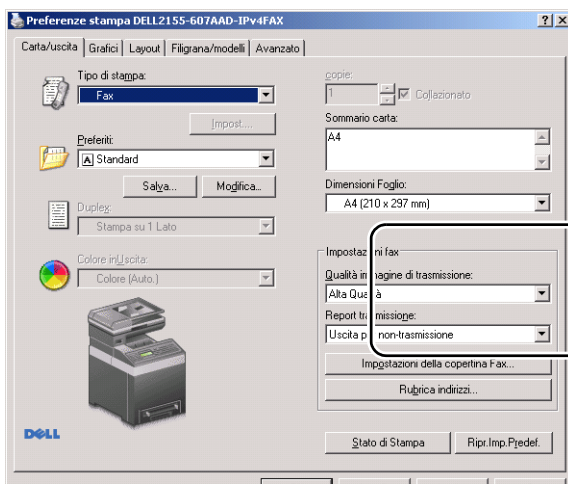 Preferenze stampa DELL2155-607AAD-IPv4FAX
Carta/uscita Grafici Layout Filigrana/modelli Avanzato
Tipo di stampa:
Fax
Impost....
Preferiti:
Standard
Salva... Modifica...
Duplex:
Stampa su 1 Lato
Colore inUscita:
Colore (Auto.)
DELL
copie:
1 Collazionato
Sommario carta:
A4
Dimensioni Foglio:
A4 (210 x 297 mm)
Impostazioni fax
Qualità immagine di trasmissione:
Alta Qualità
Report trasmissione:
Uscita per non-trasmissione
Impostazioni della copertina Fax...
Rubrica indirizzi...
Stato di Stampa Ripr.Imp.Predef.